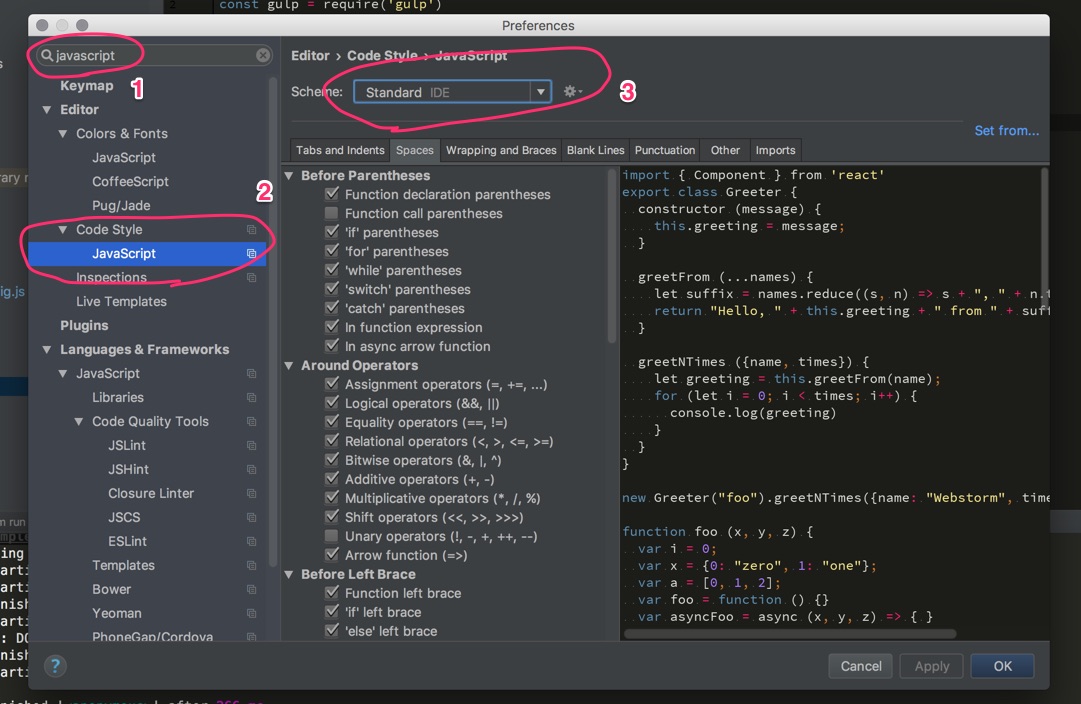 const gulp = require('gulp')
Preferences
javascript
1
Keymap
Editor
Colors & Fonts
JavaScript
CoffeeScript
Pug/Jade
2
Code Style
JavaScript
Inspections
Live Templates
Plugins
Languages & Frameworks
JavaScript
Libraries
Code Quality Tools
JSLint
JSHint
Closure Linter
JSCS
ESLint
Templates
Bower
Yeoman
PhoneGap/Cordova
Editor › Code Style › JavaScript
Scheme: Standard IDE
3
Set from...
Tabs and Indents Spaces Wrapping and Braces Blank Lines Punctuation Other Imports
Before Parentheses
Function declaration parentheses
Function call parentheses
'if' parentheses
'for' parentheses
'while' parentheses
'switch' parentheses
'catch' parentheses
In function expression
In async arrow function
Around Operators
Assignment operators (=, +=, ...)
Logical operators (&&, ||)
Equality operators (==, !=)
Relational operators (<, >, <=, >=)
Bitwise operators (&, |, ^)
Additive operators (+, -)
Multiplicative operators (*, /, %)
Shift operators (<<, >>, >>>)
Unary operators (!, -, +, ++, --)
Arrow function (=>)
Before Left Brace
Function left brace
'if' left brace
'else' left brace
import { Component } from 'react'
export class Greeter {
constructor (message) {
this.greeting = message;
}
greetFrom (...names) {
let suffix = names.reduce((s, n) => s + ", " + n.t
return "Hello, " + this.greeting + " from " + suff
}
greetNTimes ({name, times}) {
let greeting = this.greetFrom(name);
for (let i = 0; i < times; i++) {
console.log(greeting)
}
}
}
new Greeter("foo").greetNTimes({name: "Webstorm", time
function foo (x, y, z) {
var i = 0;
var x = {0: "zero", 1: "one"};
var a = [0, 1, 2];
var foo = function () {}
var asyncFoo = async (x, y, z) => { }
?
Cancel Apply OK